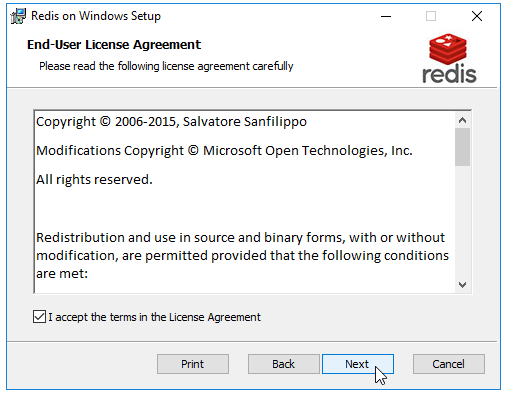 Redis on Windows Setup
End-User License Agreement
Please read the following license agreement carefully
redis
Copyright © 2006-2015, Salvatore Sanfilippo
Modifications Copyright © Microsoft Open Technologies, Inc.
All rights reserved.
Redistribution and use in source and binary forms, with or without
modification, are permitted provided that the following conditions
are met:
I accept the terms in the License Agreement
Print
Back
Next
Cancel